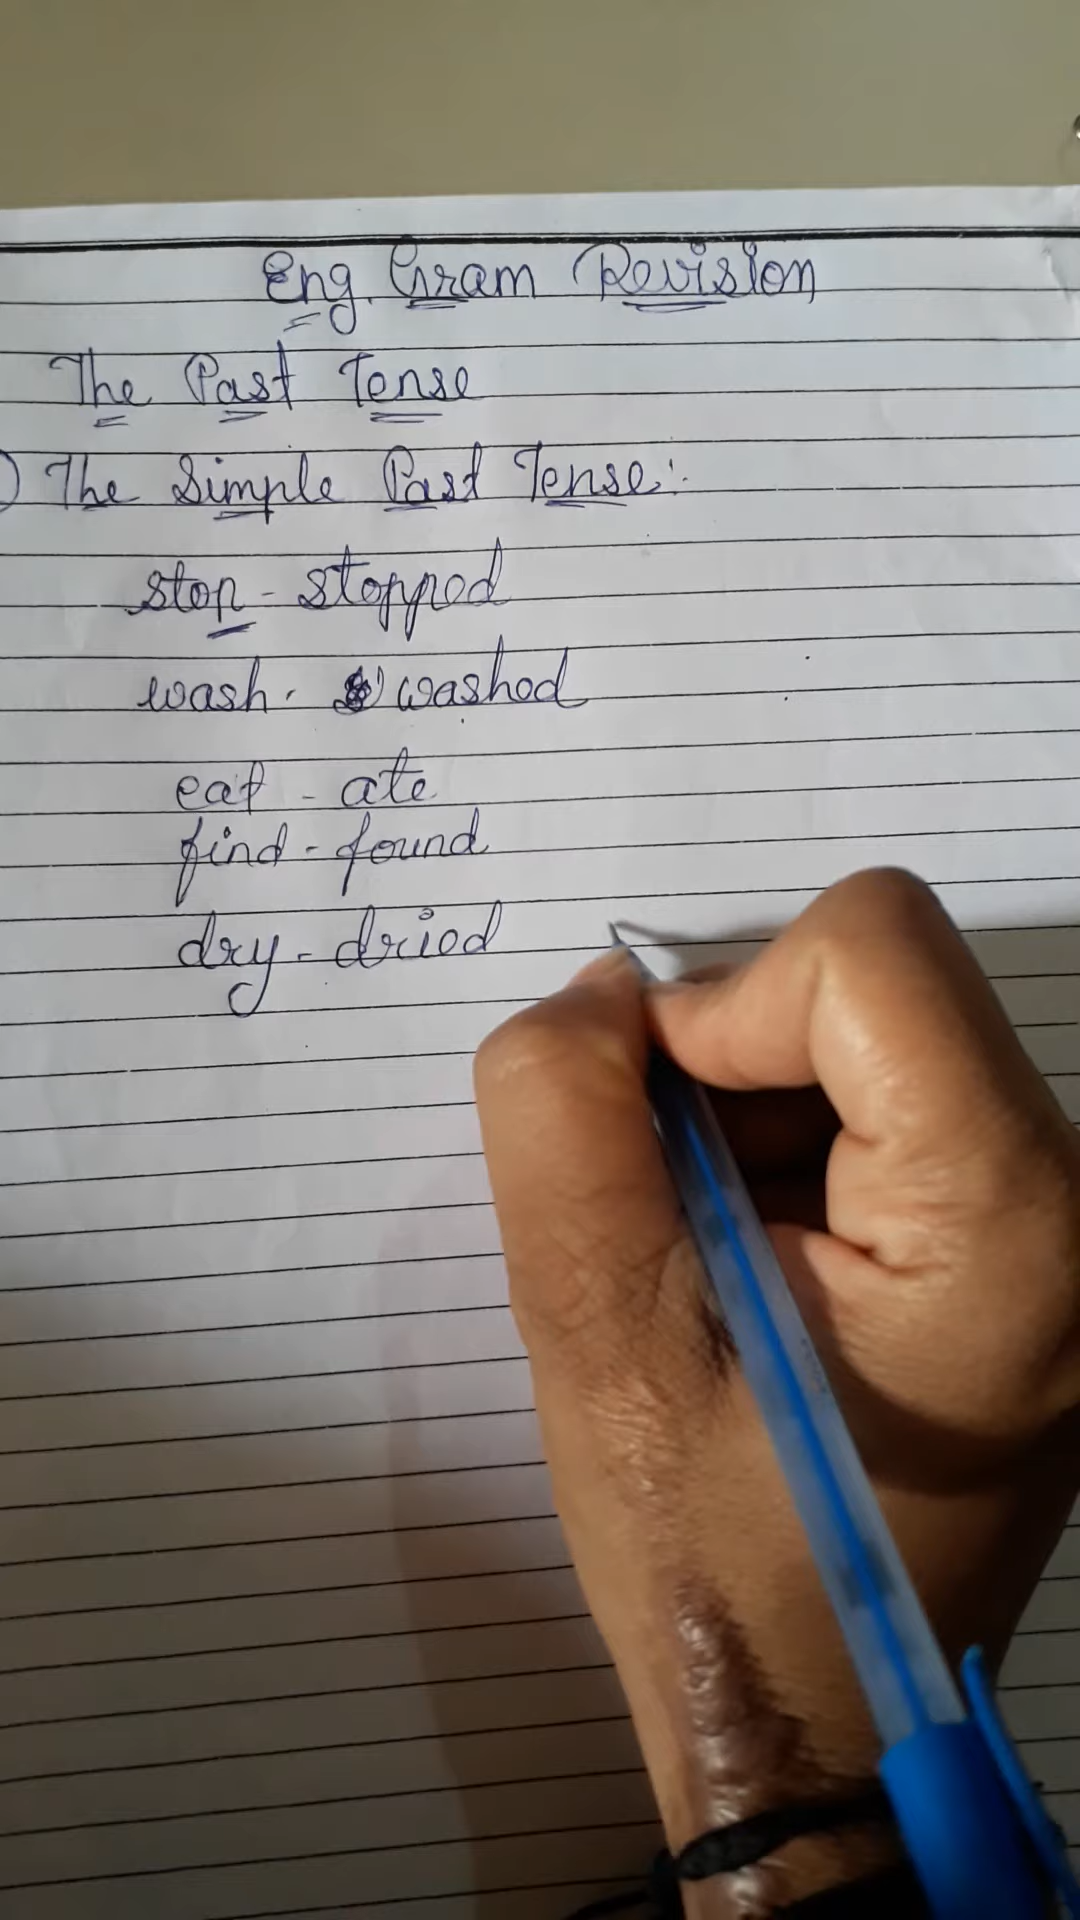 Eng. Gram Revision
The Past Tense
) The Simple Past Tense:-
stop - stopped
wash - washed
eat - ate
find - found
dry - dried